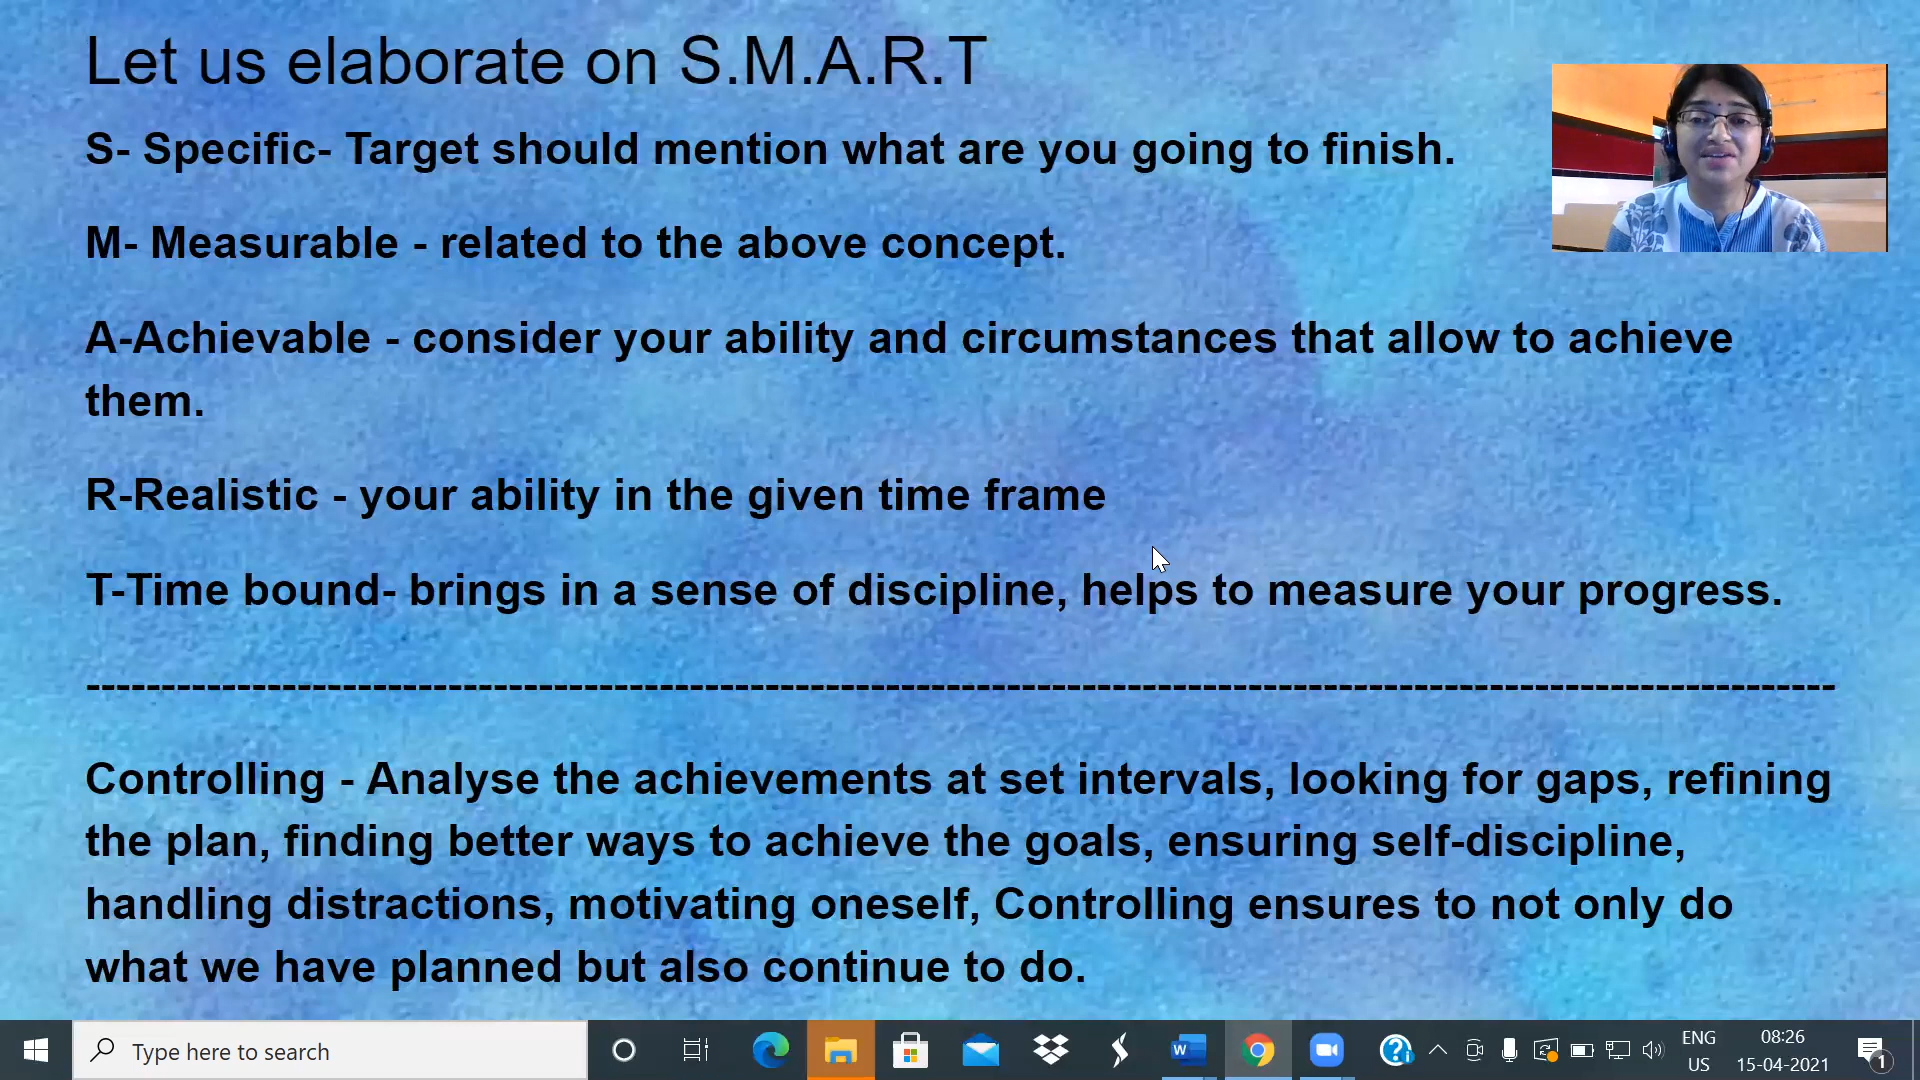 Let us elaborate on S.M.A.R.T
S- Specific- Target should mention what are you going to finish.
M- Measurable - related to the above concept.
A-Achievable - consider your ability and circumstances that allow to achieve
them.
R-Realistic - your ability in the given time frame
T-Time bound- brings in a sense of discipline, helps to measure your progress.
--------------------------------------------------------------------------------------------------------------------
Controlling - Analyse the achievements at set intervals, looking for gaps, refining
the plan, finding better ways to achieve the goals, ensuring self-discipline,
handling distractions, motivating oneself, Controlling ensures to not only do
what we have planned but also continue to do.
Type here to search
W
ENG
US
08:26
15-04-2021
1